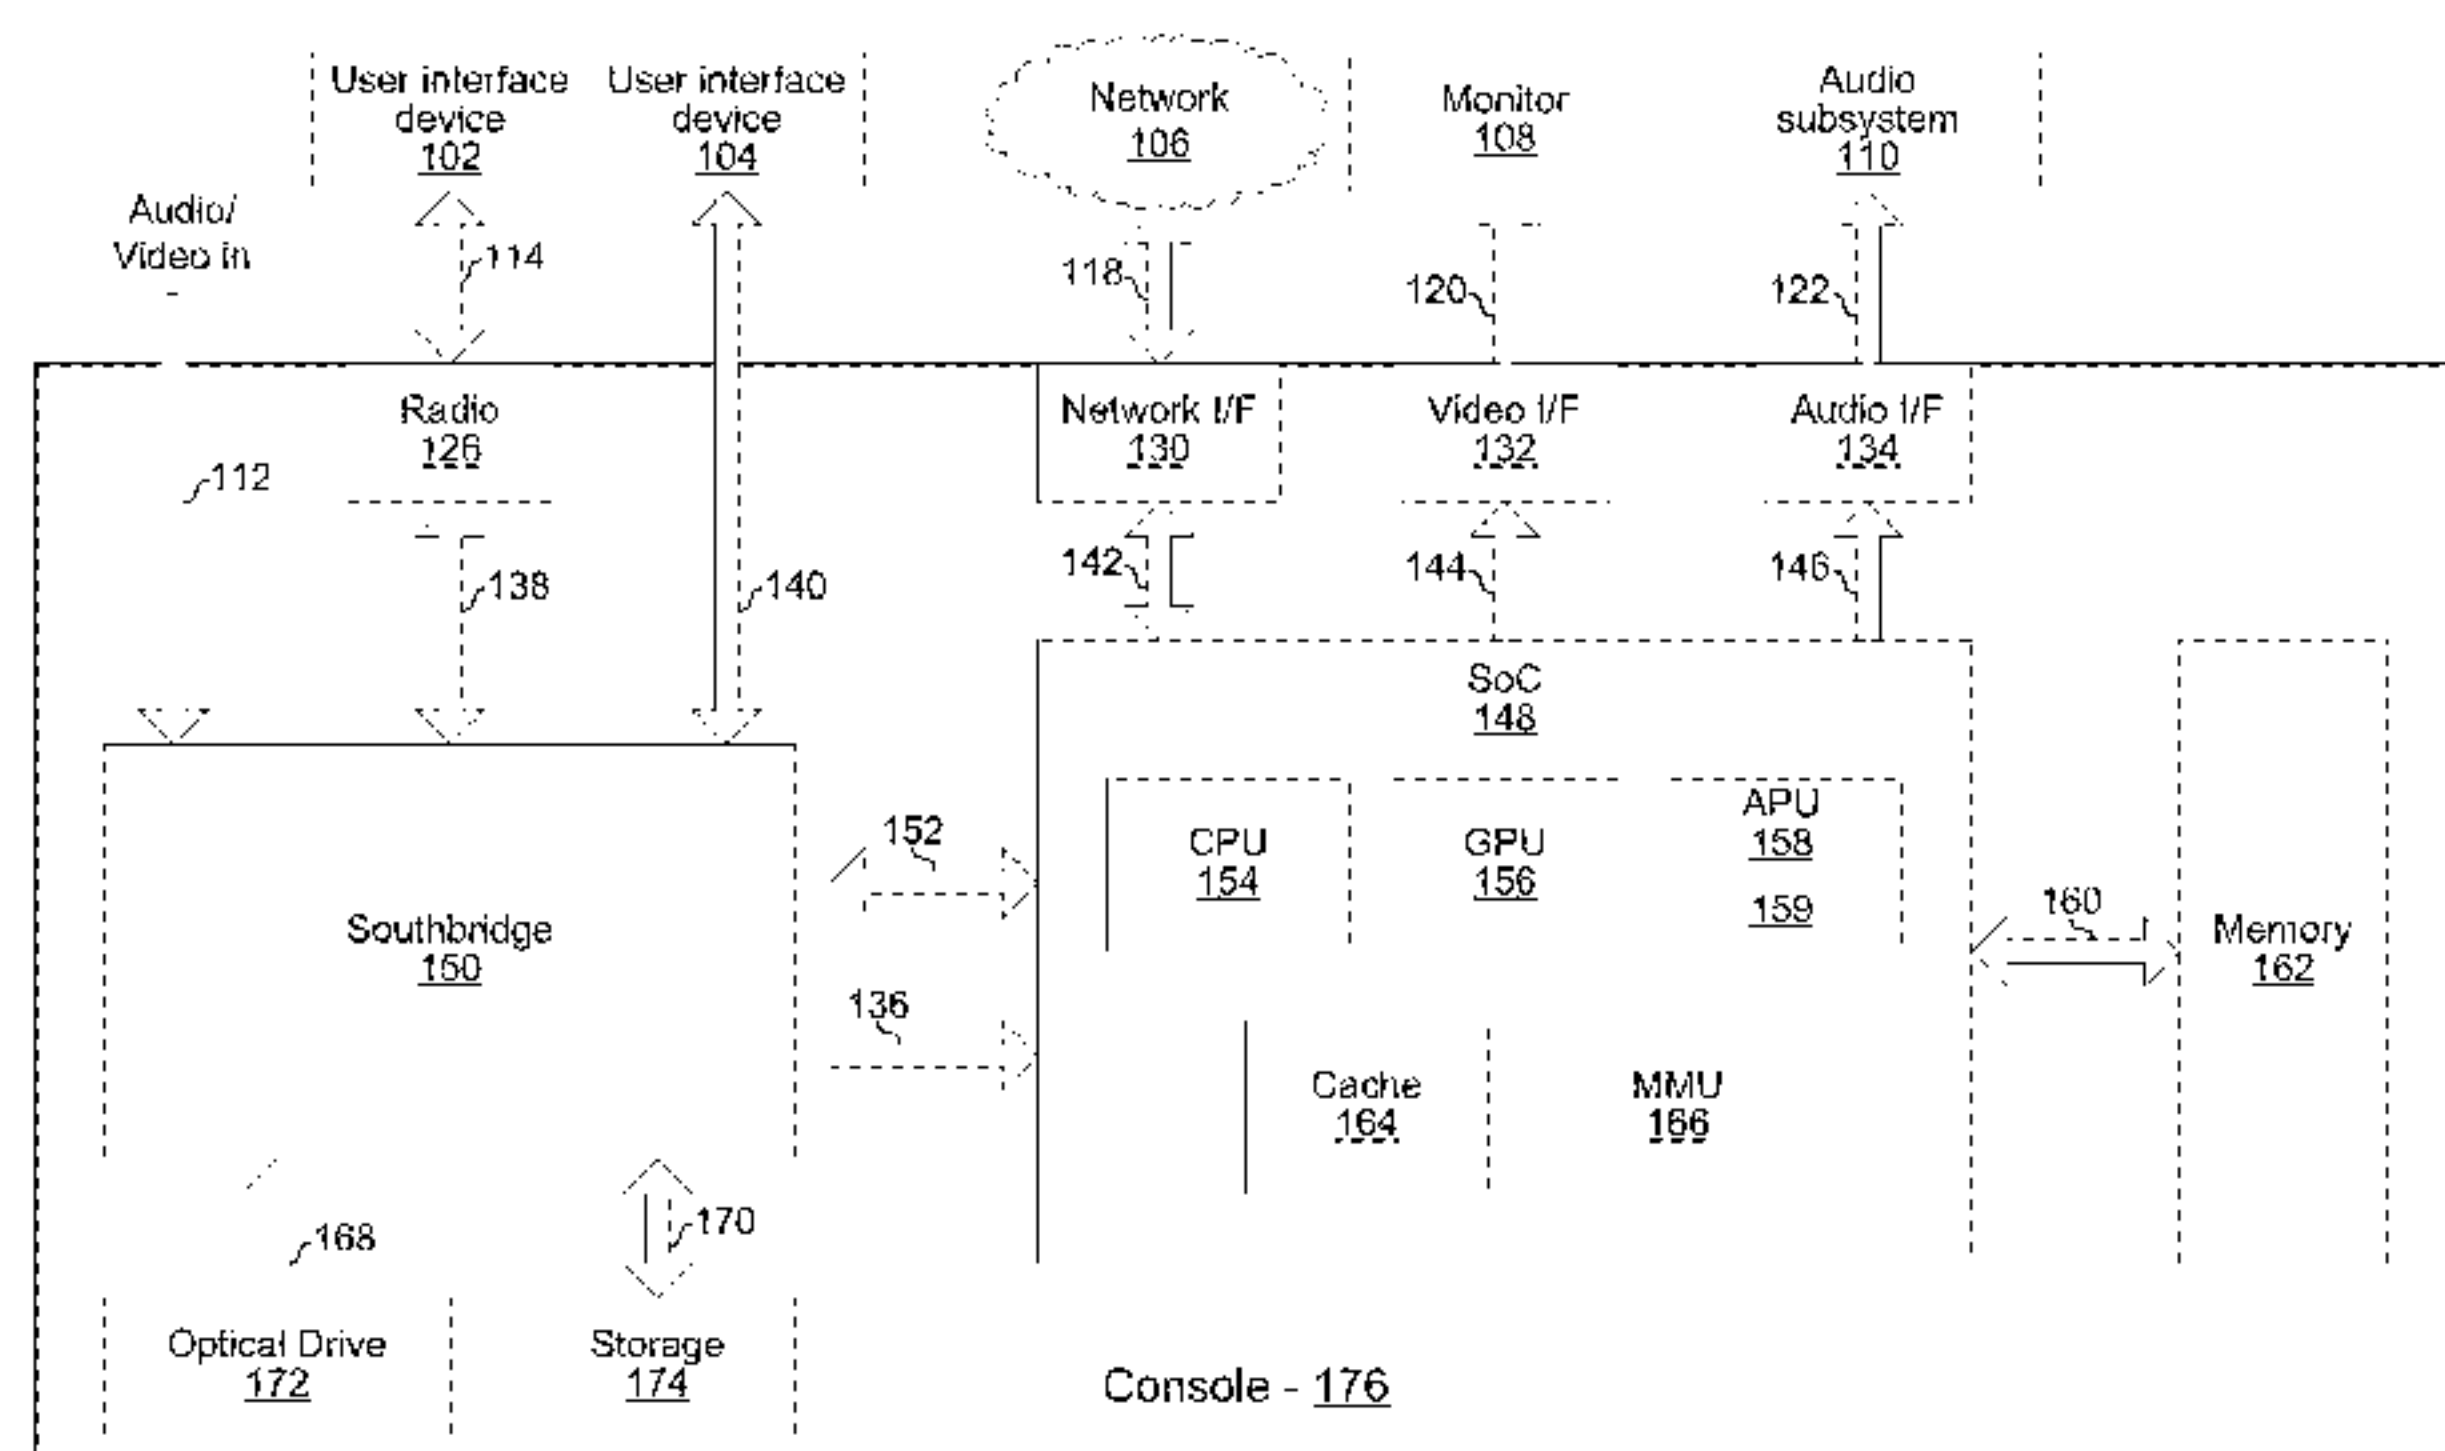 User interface
device
102
User interface
device
104
Network
106
Monitor
108
Audio
subsystem
110
Audio/
Video in
114
118
120
122
Radio
126
Network I/F
130
Video I/F
132
Audio I/F
134
112
138
140
142
144
146
SoC
148
CPU
154
GPU
156
APU
158
159
152
136
Southbridge
150
160
Memory
162
Cache
164
MMU
166
168
170
Optical Drive
172
Storage
174
Console - 176